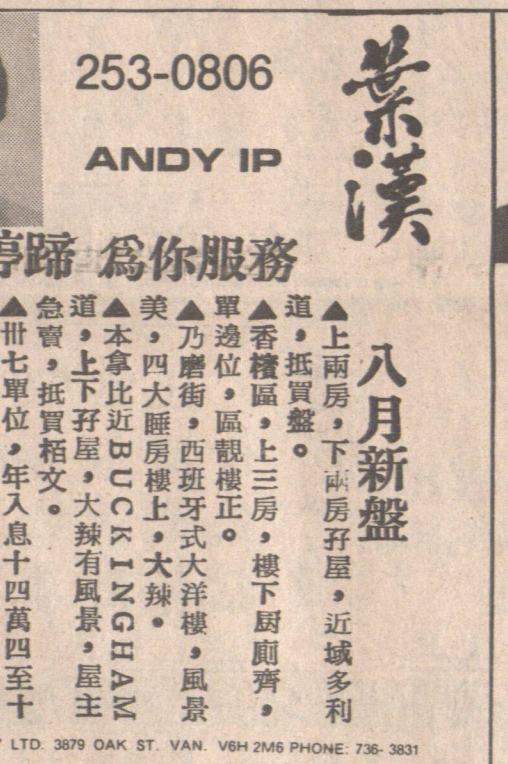 葉漢
253-0806
ANDY IP
停蹄 為你服務
八月新盤
▲上兩房，下兩房孖屋，近域多利
道，抵買盤。
▲香檳區，上三房，樓下厨廁齊，
單邊位，區靚樓正。
▲乃磨街，西班牙式大洋樓，風景
美，四大睡房樓上，大辣。
▲本拿比近BUCKINGHAM
道，上下孖屋，大辣有風景，屋主
急賣，抵買栢文。
▲卅七單位，年入息十四萬四至十
LTD. 3879 OAK ST. VAN. V6H 2M6 PHONE: 736-3831